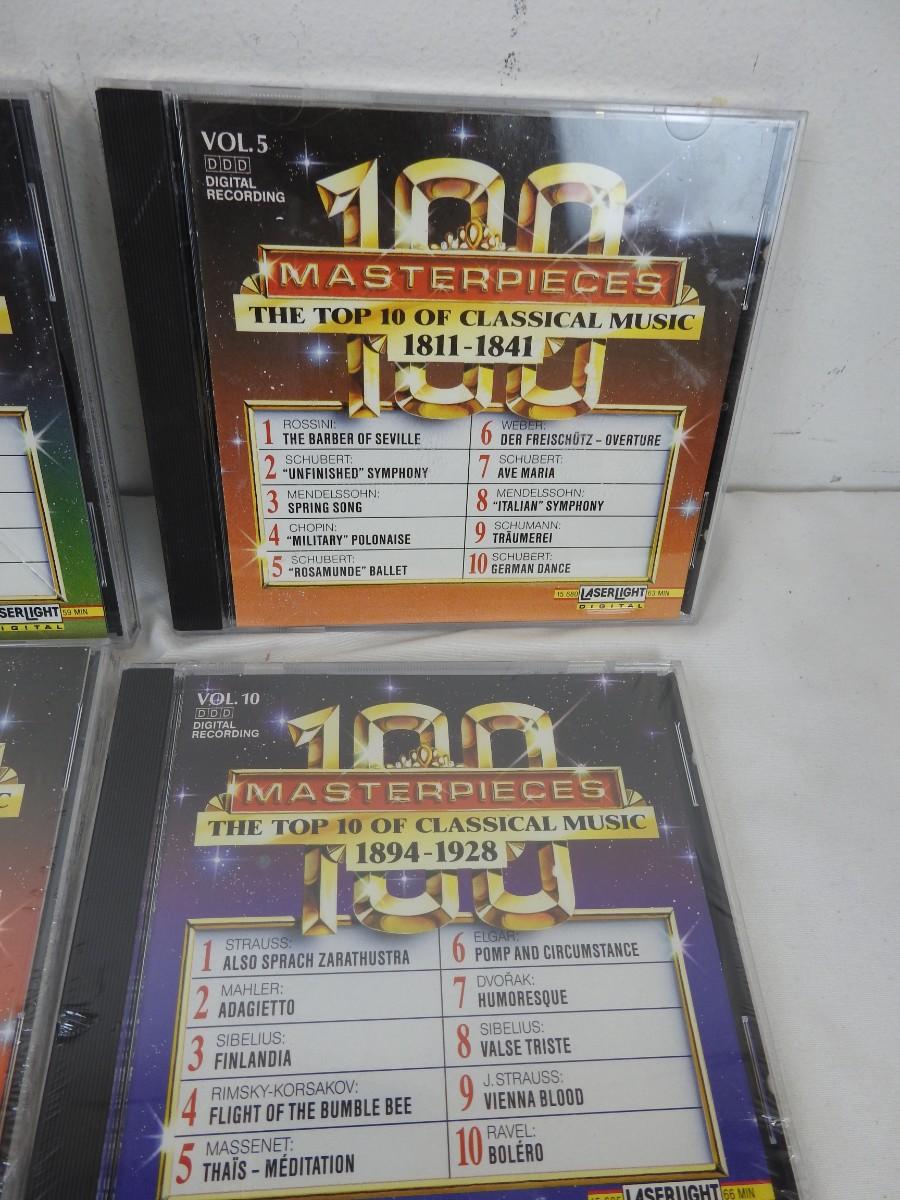 VOL. 5
DDD
DIGITAL
RECORDING
100
MASTERPIECES
THE TOP 10 OF CLASSICAL MUSIC
1811-1841
1 ROSSINI:
THE BARBER OF SEVILLE
2 SCHUBERT:
"UNFINISHED" SYMPHONY
3 MENDELSSOHN:
SPRING SONG
4 CHOPIN:
"MILITARY" POLONAISE
5 SCHUBERT:
"ROSAMUNDE" BALLET
6 WEBER:
DER FREISCHÜTZ – OVERTURE
7 SCHUBERT:
AVE MARIA
8 MENDELSSOHN:
"ITALIAN" SYMPHONY
9 SCHUMANN:
TRÄUMEREI
10 SCHUBERT:
GERMAN DANCE
LASERLIGHT 63 MIN
DIGITAL
SERLIGHT 59 MIN
IGITAL
VOL. 10
DDD
DIGITAL
RECORDING
100
MASTERPIECES
THE TOP 10 OF CLASSICAL MUSIC
1894-1928
1 STRAUSS:
ALSO SPRACH ZARATHUSTRA
2 MAHLER:
ADAGIETTO
3 SIBELIUS:
FINLANDIA
4 RIMSKY-KORSAKOV:
FLIGHT OF THE BUMBLE BEE
5 MASSENET:
THAÏS – MÉDITATION
6 ELGAR:
POMP AND CIRCUMSTANCE
7 DVOŘAK:
HUMORESQUE
8 SIBELIUS:
VALSE TRISTE
9 J. STRAUSS:
VIENNA BLOOD
10 RAVEL:
BOLÉRO
LASERLIGHT 66 MIN
C